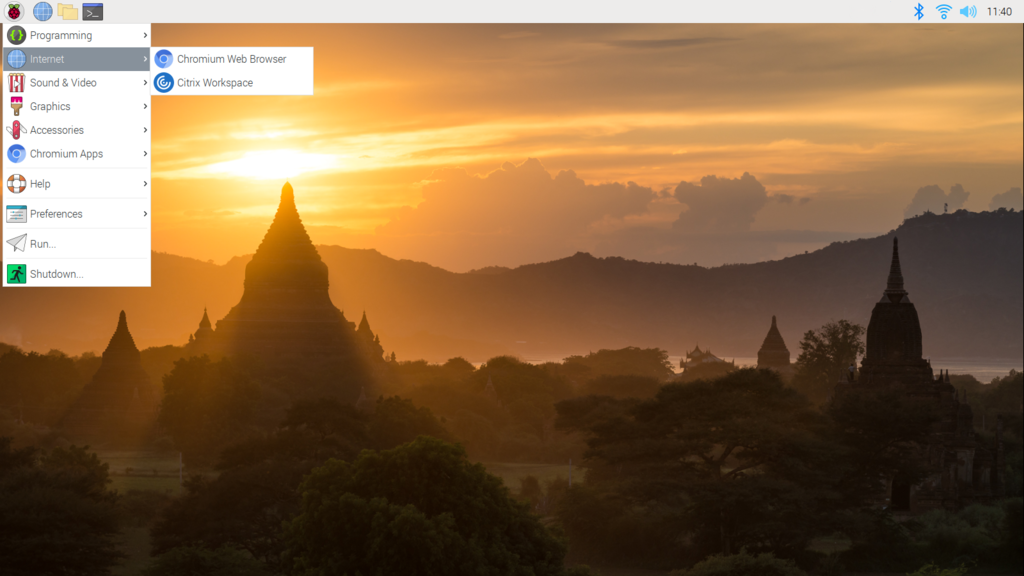 11:40
Programming
Internet
Chromium Web Browser
Sound & Video
Citrix Workspace
Graphics
Accessories
Chromium Apps
Help
Preferences
Run...
Shutdown...